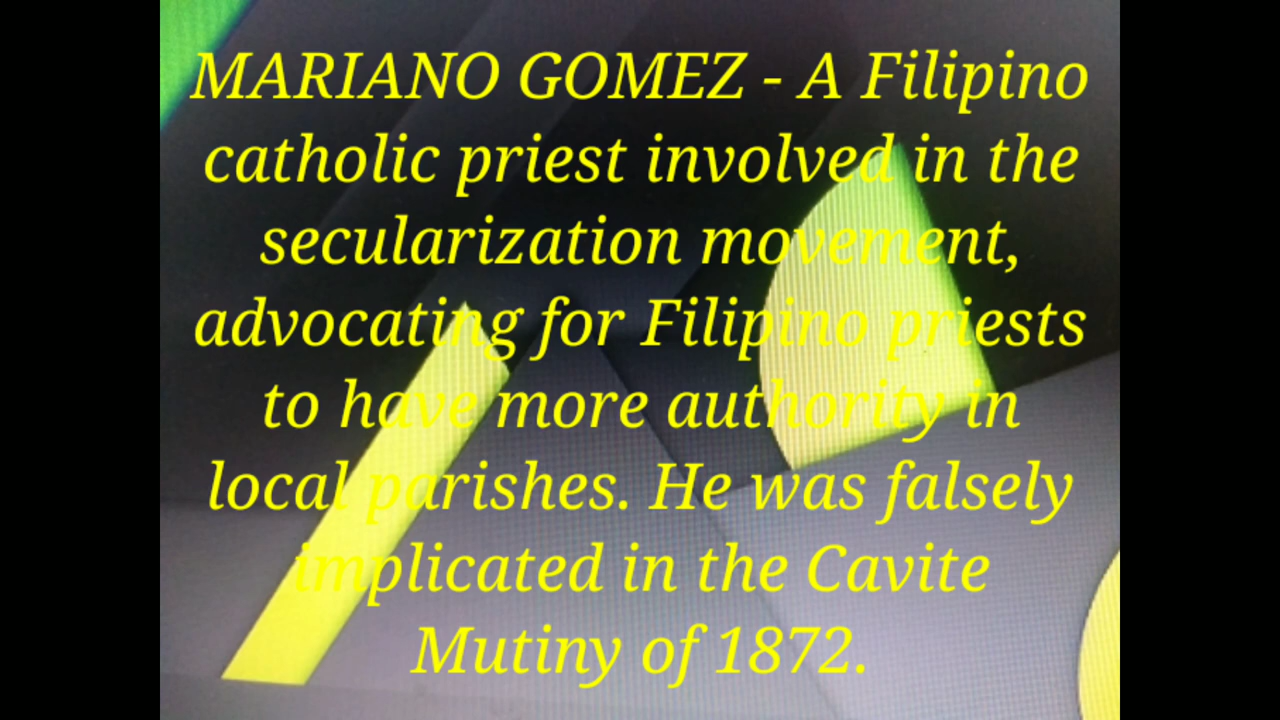 MARIANO GOMEZ - A Filipino
catholic priest involved in the
secularization movement,
advocating for Filipino priests
to have more authority in
local parishes. He was falsely
implicated in the Cavite
Mutiny of 1872.